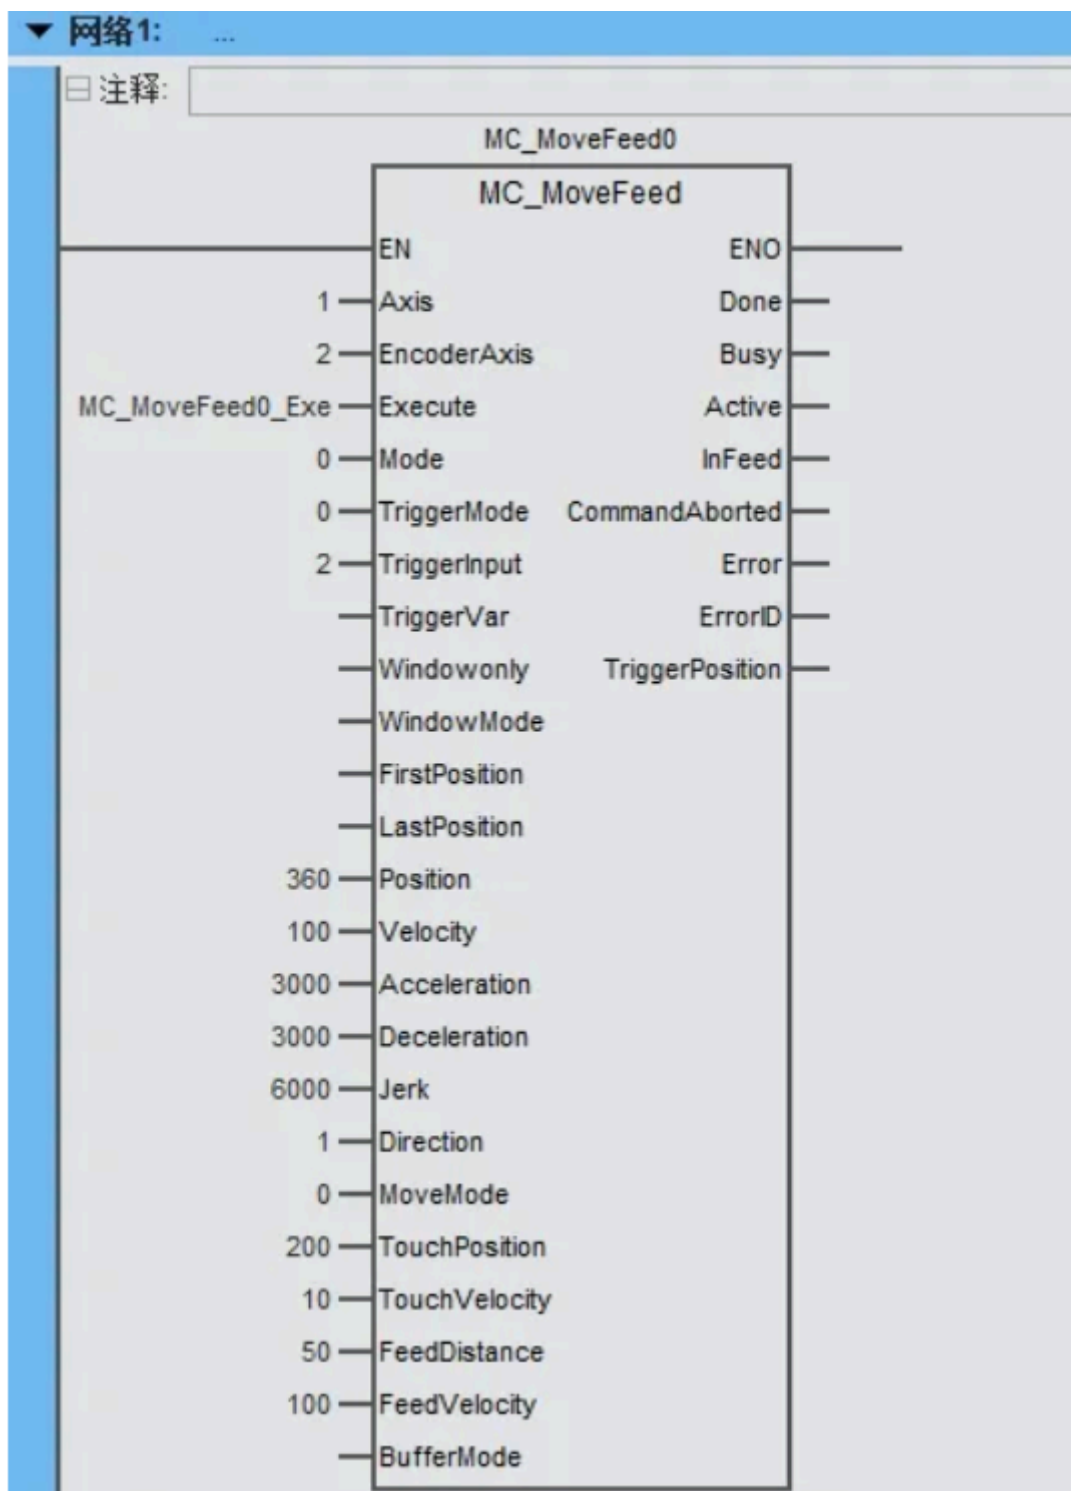 网络1: ...
注释:
MC_MoveFeed0
MC_MoveFeed
EN ENO
1 Axis Done
2 EncoderAxis Busy
MC_MoveFeed0_Exe Execute Active
0 Mode InFeed
0 TriggerMode CommandAborted
2 TriggerInput Error
TriggerVar ErrorID
Windowonly TriggerPosition
WindowMode
FirstPosition
LastPosition
360 Position
100 Velocity
3000 Acceleration
3000 Deceleration
6000 Jerk
1 Direction
0 MoveMode
200 TouchPosition
10 TouchVelocity
50 FeedDistance
100 FeedVelocity
BufferMode